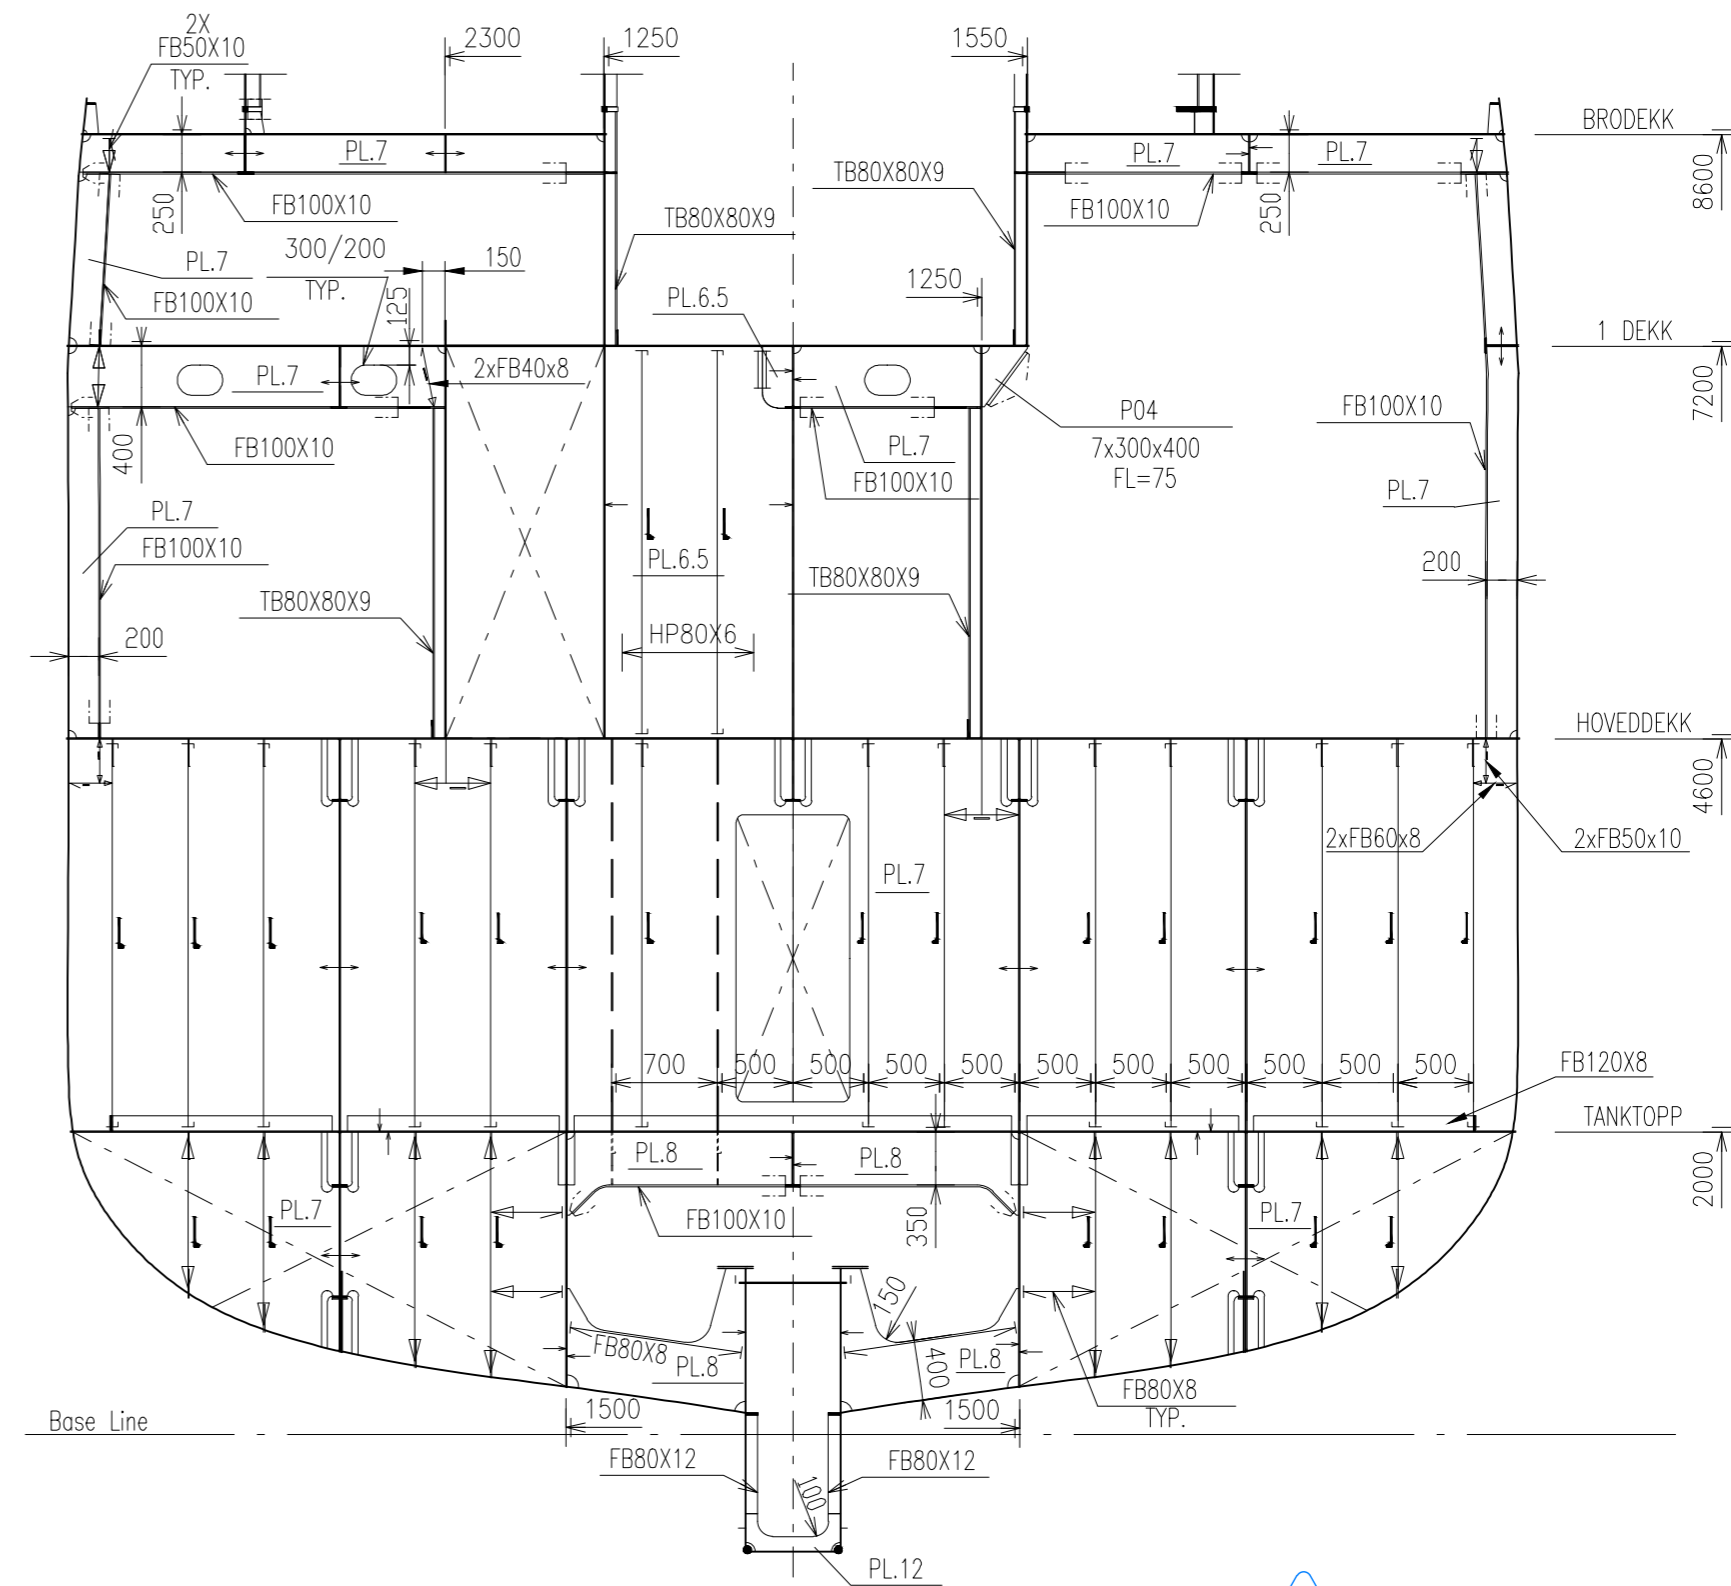 2X
FB50X10
TYP.
2300
1250
1550
BRODEKK
8600
PL.7
PL.7
PL.7
250
FB100X10
TB80X80X9
TB80X80X9
FB100X10
250
300/200
TYP.
150
PL.7
FB100X10
125
PL.6.5
1250
1 DEKK
7200
PL.7
2xFB40x8
400
FB100X10
P04
7x300x400
FL=75
PL.7
FB100X10
FB100X10
PL.7
PL.7
FB100X10
PL.6.5
TB80X80X9
TB80X80X9
200
200
HP80X6
HOVEDDEKK
4600
2xFB60x8
2xFB50x10
PL.7
700
500
500
500
500
500
500
500
500
500
500
FB120X8
TANKTOPP
2000
PL.8
PL.8
PL.7
FB100X10
350
PL.7
150
FB80X8
PL.8
400
PL.8
FB80X8
TYP.
Base Line
1500
1500
FB80X12
FB80X12
100
PL.12